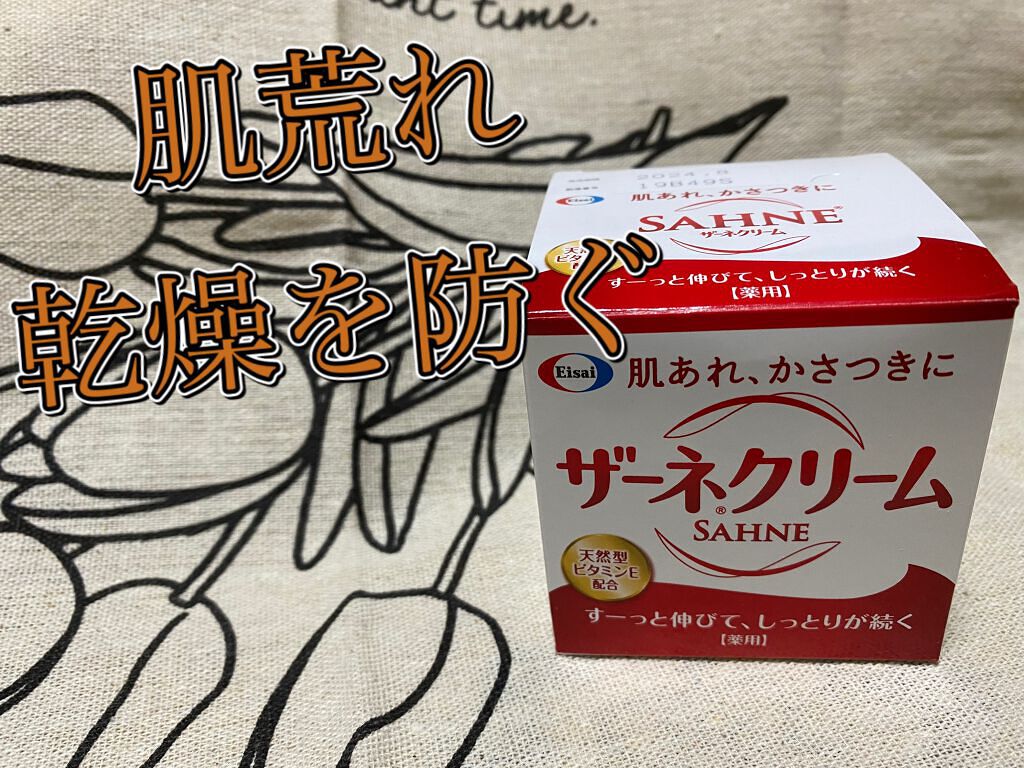 time.
肌荒れ
乾燥を防ぐ
2024.8
19B49S
Eisai
肌あれ、かさつきに
SAHNE®
ザーネクリーム
すーっと伸びて、しっとりが続く
【薬用】
Eisai
肌あれ、かさつきに
ザーネ®クリーム
SAHNE
天然型
ビタミンE
配合
すーっと伸びて、しっとりが続く
【薬用】